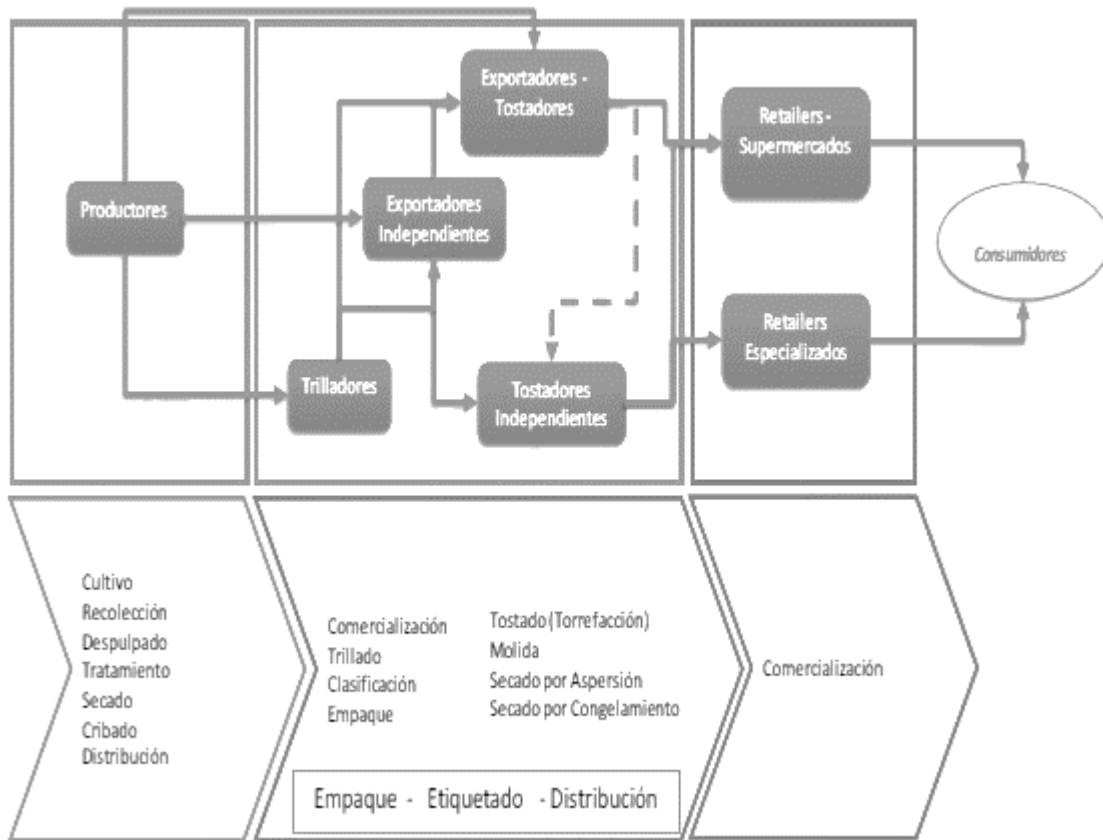 Exportadores -
Tostadores
Retailers -
Supermercados
Productores
Exportadores
Independientes
Consumidores
Retailers
Especializados
Trilladores
Tostadores
Independientes
Cultivo
Recolección
Despulpado
Tratamiento
Secado
Cribado
Distribución
Comercialización
Trillado
Clasificación
Empaque
Tostado (Torrefacción)
Molida
Secado por Aspersión
Secado por Congelamiento
Empaque - Etiquetado - Distribución
Comercialización